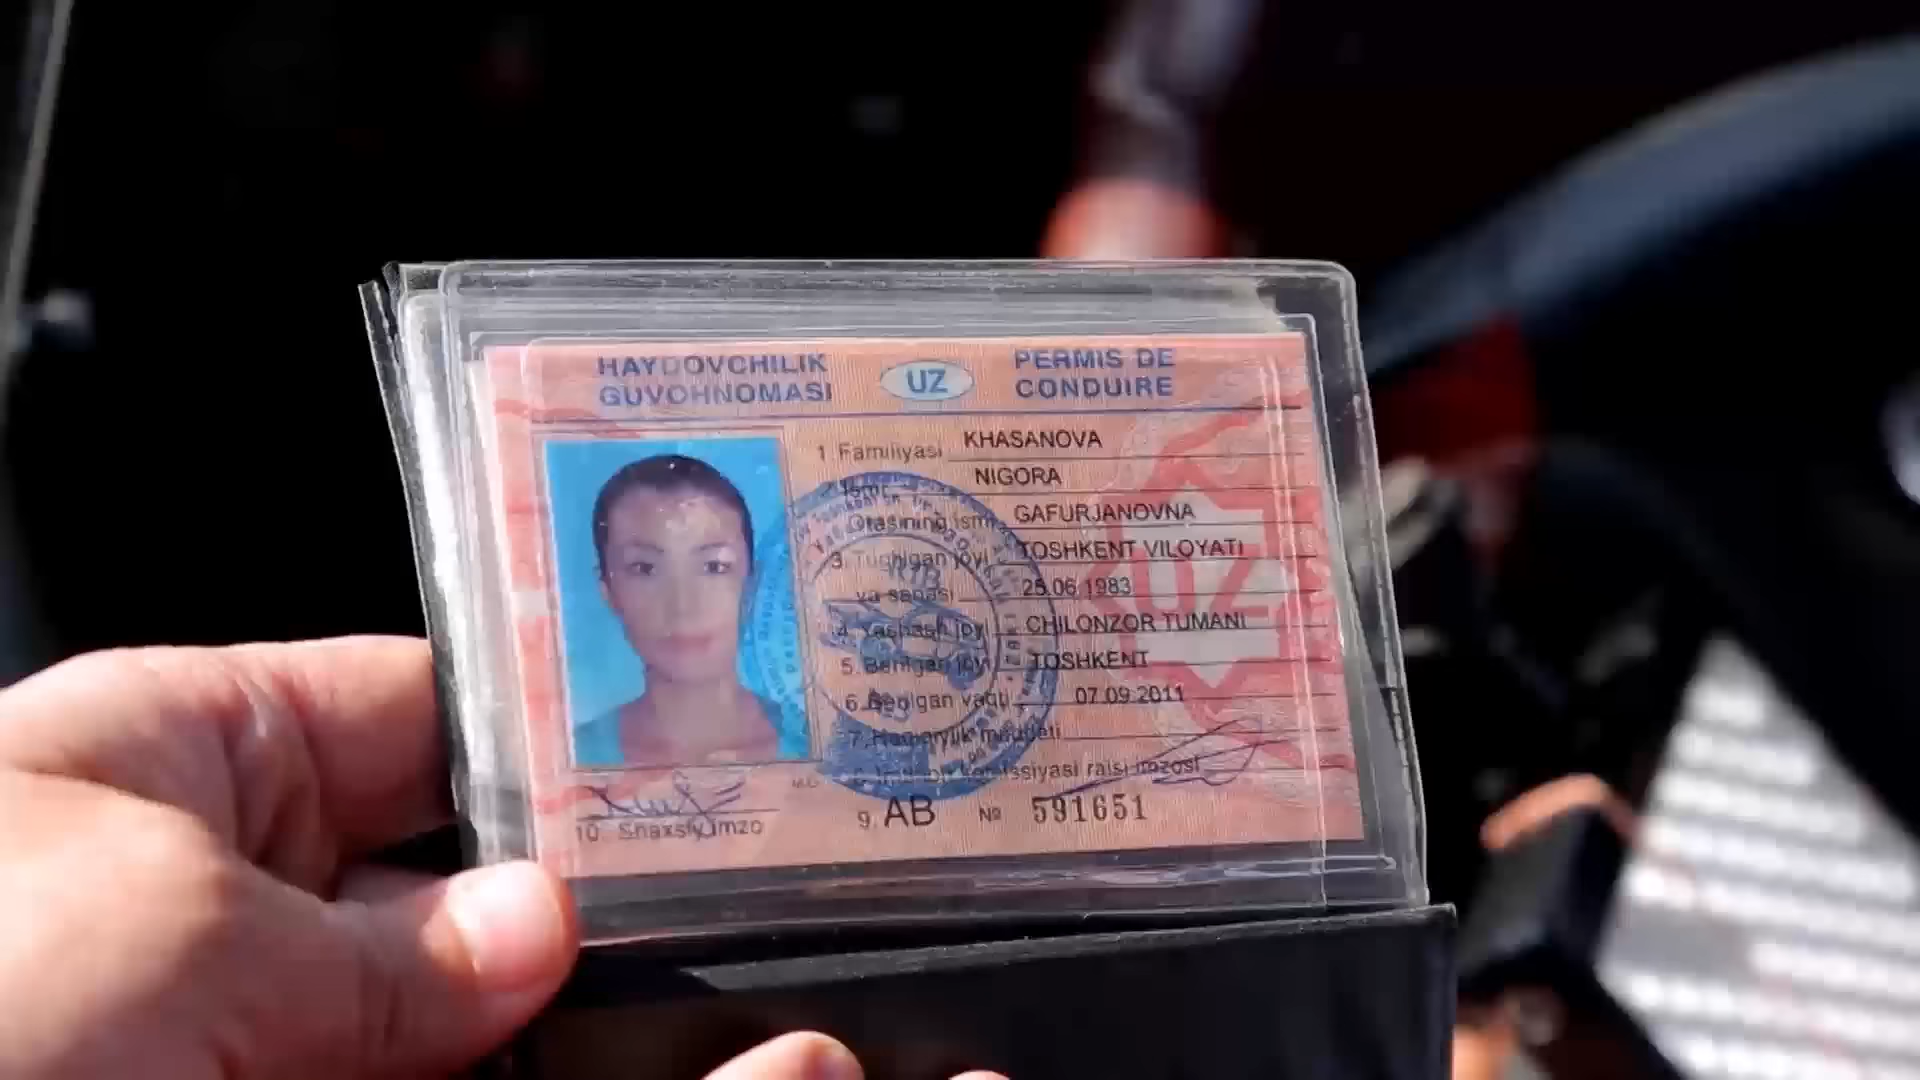 HAYDOVCHILIK
GUVOHNOMASI
UZ
PERMIS DE
CONDUIRE
1. Familiyasi KHASANOVA
Ismi NIGORA
Otasining ismi GAFURJANOVNA
3. Tug'ilgan joyi TOSHKENT VILOYATI
va sanasi 25.06.1983
4. Yashash joyi CHILONZOR TUMANI
5. Berilgan joyi TOSHKENT
6. Berilgan vaqti 07.09.2011
7. Haqiqiylik muddati
komissiyasi raisi imzosi
10. Shaxsiy imzo
9. AB № 591651
UZ